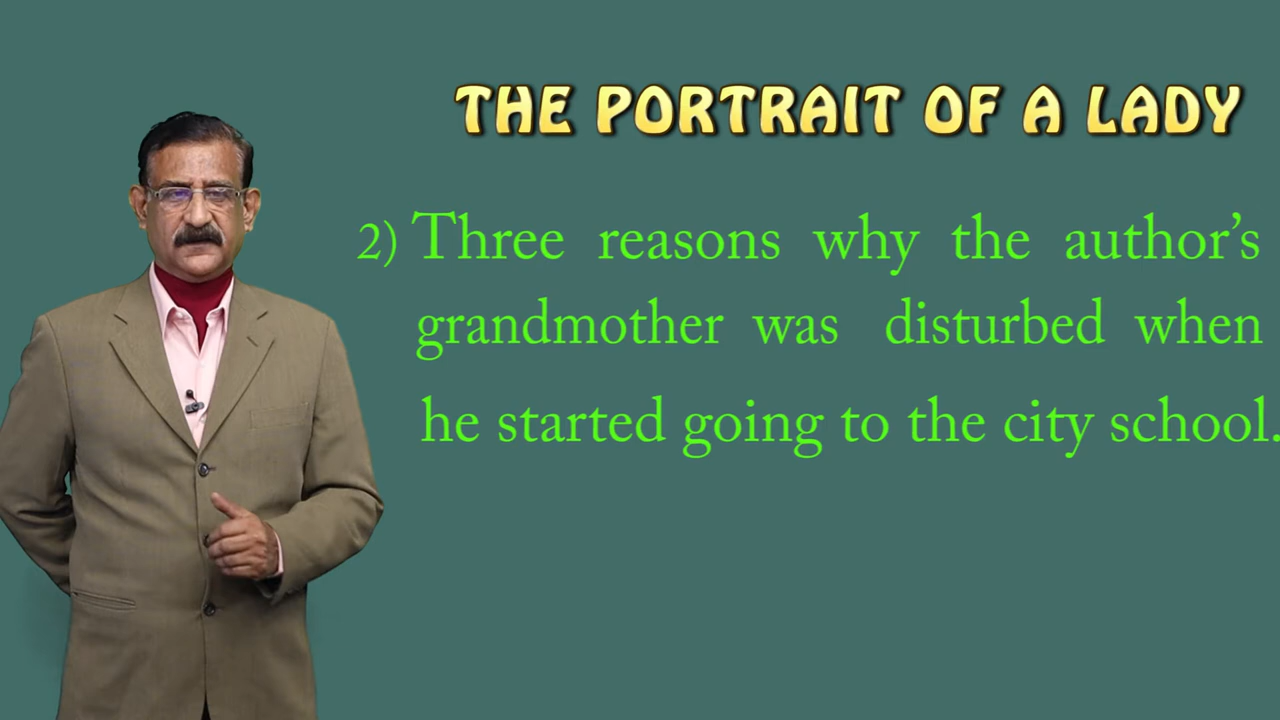 THE PORTRAIT OF A LADY
2) Three reasons why the author’s
grandmother was disturbed when
he started going to the city school.